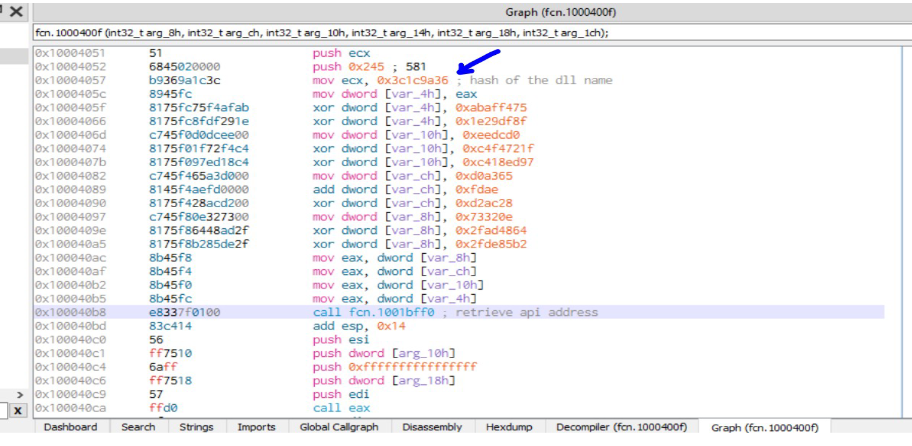 Graph (fcn.1000400f)
fcn.1000400f (int32_t arg_8h, int32_t arg_ch, int32_t arg_10h, int32_t arg_14h, int32_t arg_18h, int32_t arg_1ch);
0x10004051 51 push ecx
0x10004052 6845020000 push 0x245 ; 581
0x10004057 b9369a1c3c mov ecx, 0x3c1c9a36 ; hash of the dll name
0x1000405c 8945fc mov dword [var_4h], eax
0x1000405f 8175fc75f4afab xor dword [var_4h], 0xabaff475
0x10004066 8175fc8fdf291e xor dword [var_4h], 0x1e29df8f
0x1000406d c745f0d0dcee00 mov dword [var_10h], 0xeedcd0
0x10004074 8175f01f72f4c4 xor dword [var_10h], 0xc4f4721f
0x1000407b 8175f097ed18c4 xor dword [var_10h], 0xc418ed97
0x10004082 c745f465a3d000 mov dword [var_ch], 0xd0a365
0x10004089 8145f4aefd0000 add dword [var_ch], 0xfdae
0x10004090 8175f428acd200 xor dword [var_ch], 0xd2ac28
0x10004097 c745f80e327300 mov dword [var_8h], 0x73320e
0x1000409e 8175f86448ad2f xor dword [var_8h], 0x2fad4864
0x100040a5 8175f8b285de2f xor dword [var_8h], 0x2fde85b2
0x100040ac 8b45f8 mov eax, dword [var_8h]
0x100040af 8b45f4 mov eax, dword [var_ch]
0x100040b2 8b45f0 mov eax, dword [var_10h]
0x100040b5 8b45fc mov eax, dword [var_4h]
0x100040b8 e8337f0100 call fcn.1001bff0 ; retrieve api address
0x100040bd 83c414 add esp, 0x14
0x100040c0 56 push esi
0x100040c1 ff7510 push dword [arg_10h]
0x100040c4 6aff push 0xffffffffffffffff
0x100040c6 ff7518 push dword [arg_18h]
0x100040c9 57 push edi
0x100040ca ffd0 call eax
Dashboard Search Strings Imports Global Callgraph Disassembly Hexdump Decompiler (fcn.1000400f) Graph (fcn.1000400f)